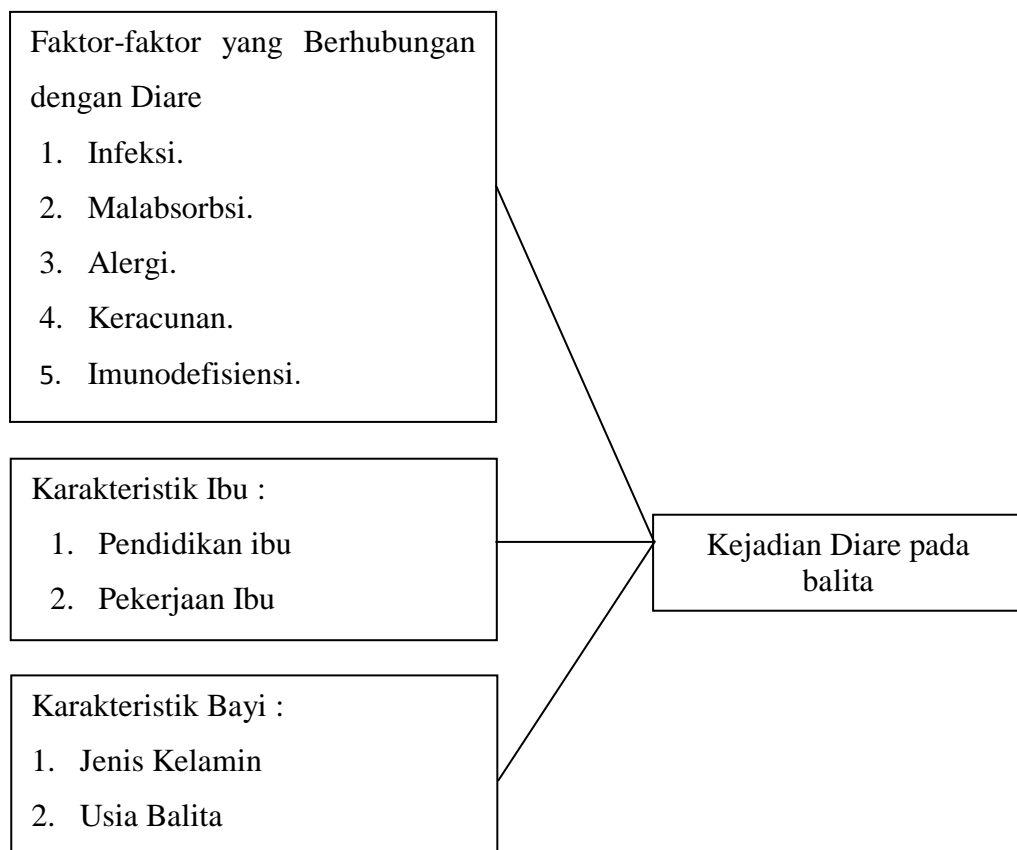 Faktor-faktor yang Berhubungan
dengan Diare
1. Infeksi.
2. Malabsorbsi.
3. Alergi.
4. Keracunan.
5. Imunodefisiensi.
Karakteristik Ibu :
1. Pendidikan ibu
2. Pekerjaan Ibu
Kejadian Diare pada
balita
Karakteristik Bayi :
1. Jenis Kelamin
2. Usia Balita